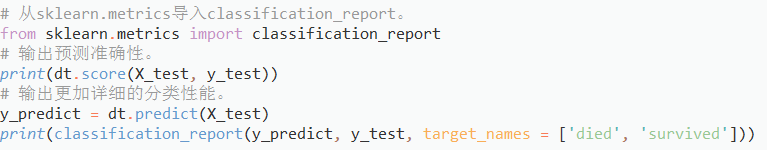 # 从sklearn.metrics导入classification_report。
from sklearn.metrics import classification_report
# 输出预测准确性。
print(dt.score(X_test, y_test))
# 输出更加详细的分类性能。
y_predict = dt.predict(X_test)
print(classification_report(y_predict, y_test, target_names = ['died', 'survived']))